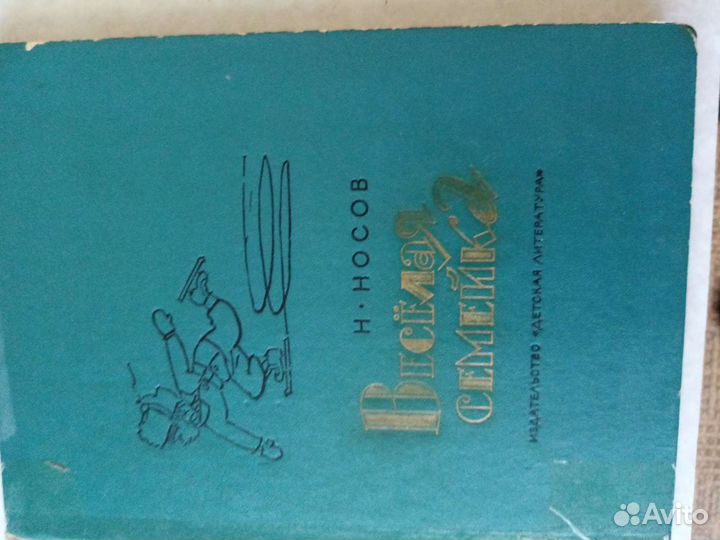 Н·НОСОВ
ВЕСЁЛАЯ
СЕМЕЙКА
ИЗДАТЕЛЬСТВО «ДЕТСКАЯ ЛИТЕРАТУРА»
Avito